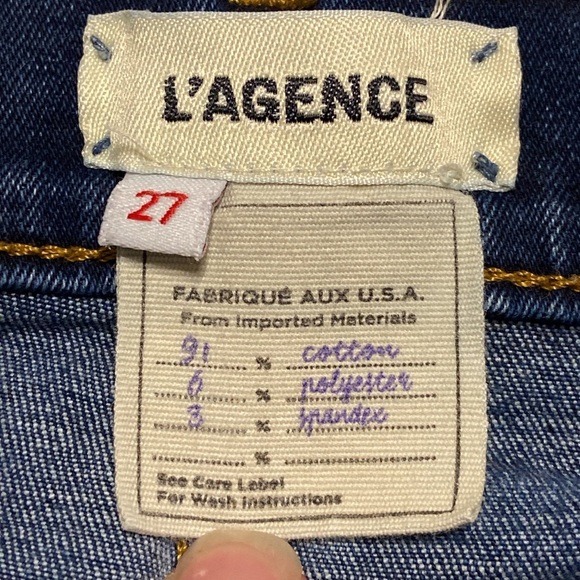 L'AGENCE
27
FABRIQUÉ AUX U.S.A.
From Imported Materials
91 % cotton
6 % polyester
3 % spandex
%
See Care Label
For Wash Instructions